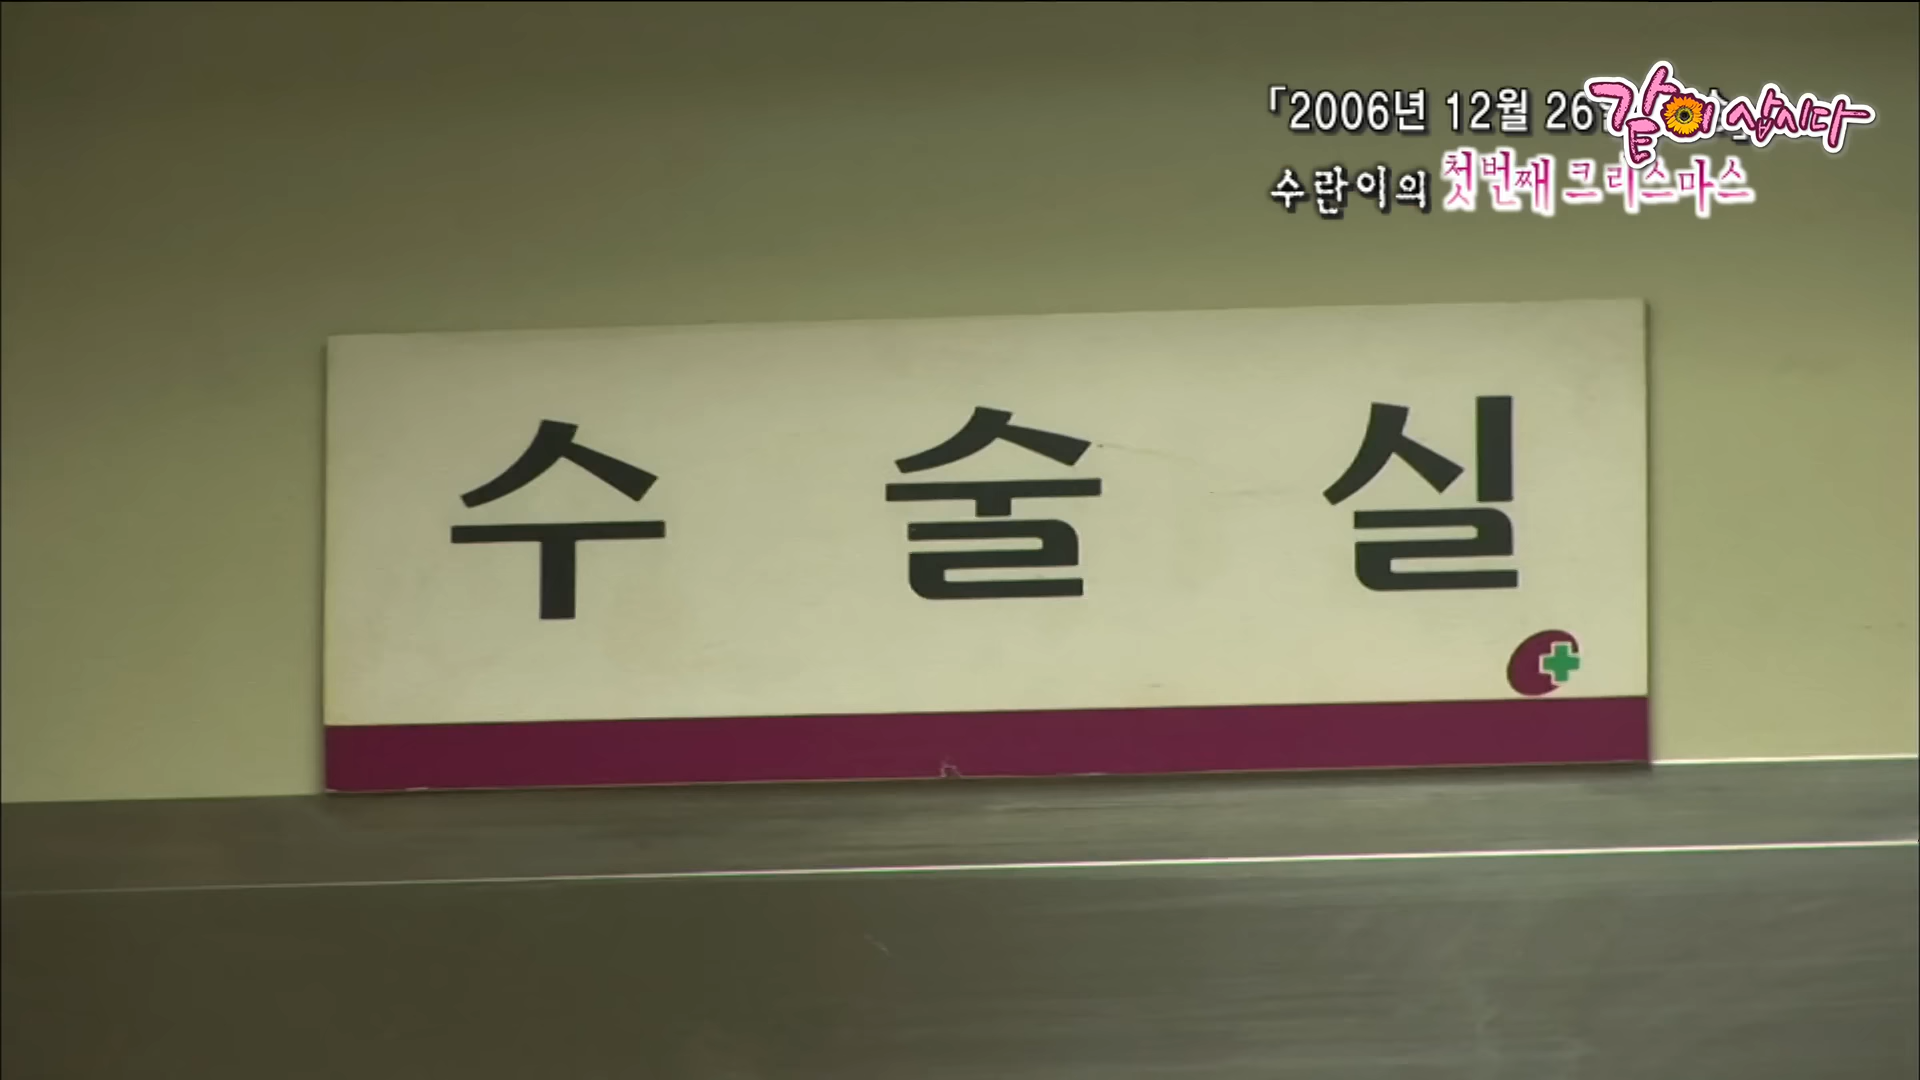 「2006년 12월 26
같이 삽시다
수란이의 첫번째 크리스마스
수술실